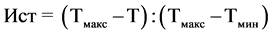 Ист = (Тмакс – Т) : (Тмакс – Тмин)